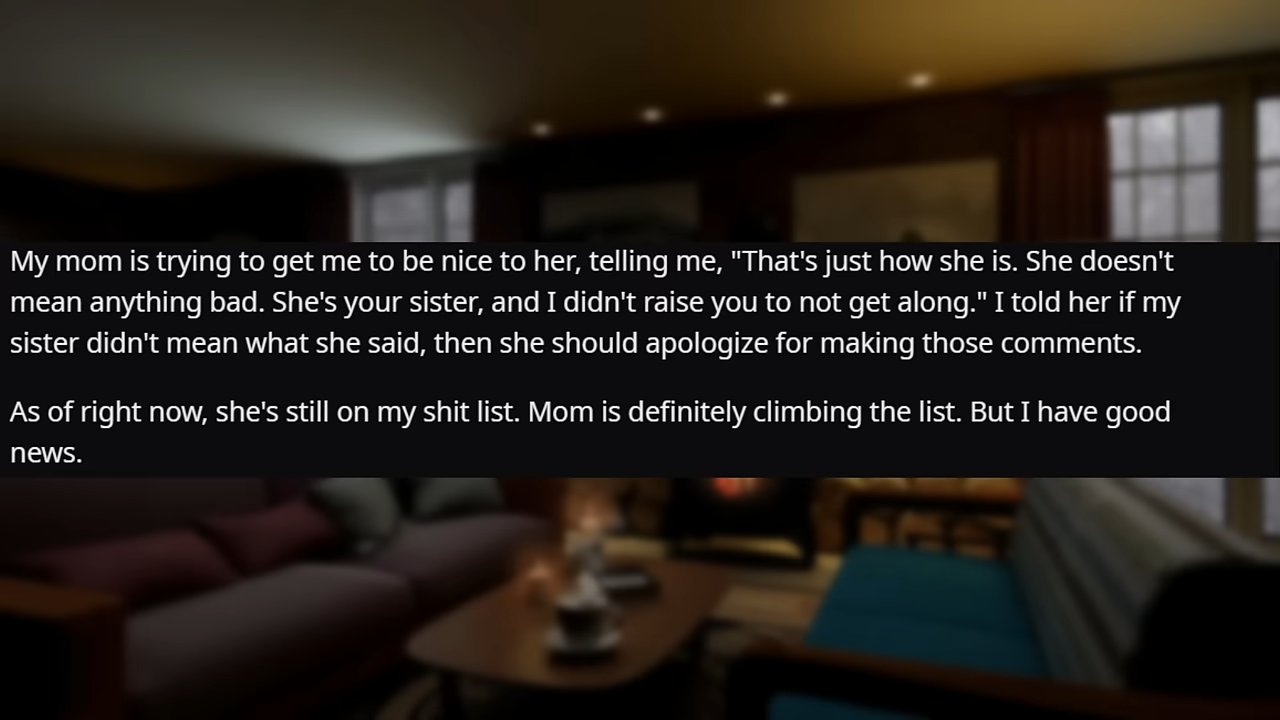 My mom is trying to get me to be nice to her, telling me, "That's just how she is. She doesn't
mean anything bad. She's your sister, and I didn't raise you to not get along." I told her if my
sister didn't mean what she said, then she should apologize for making those comments.
As of right now, she's still on my shit list. Mom is definitely climbing the list. But I have good
news.